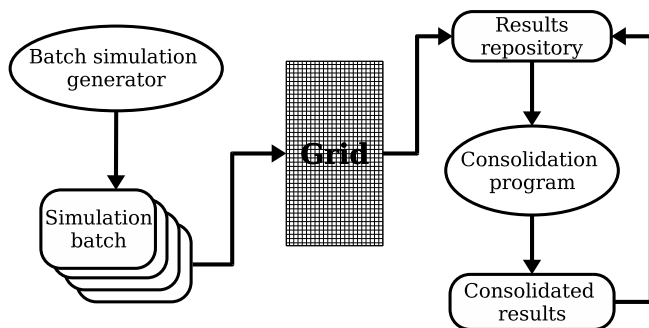 Batch simulation
generator
Simulation
batch
Grid
Results
repository
Consolidation
program
Consolidated
results